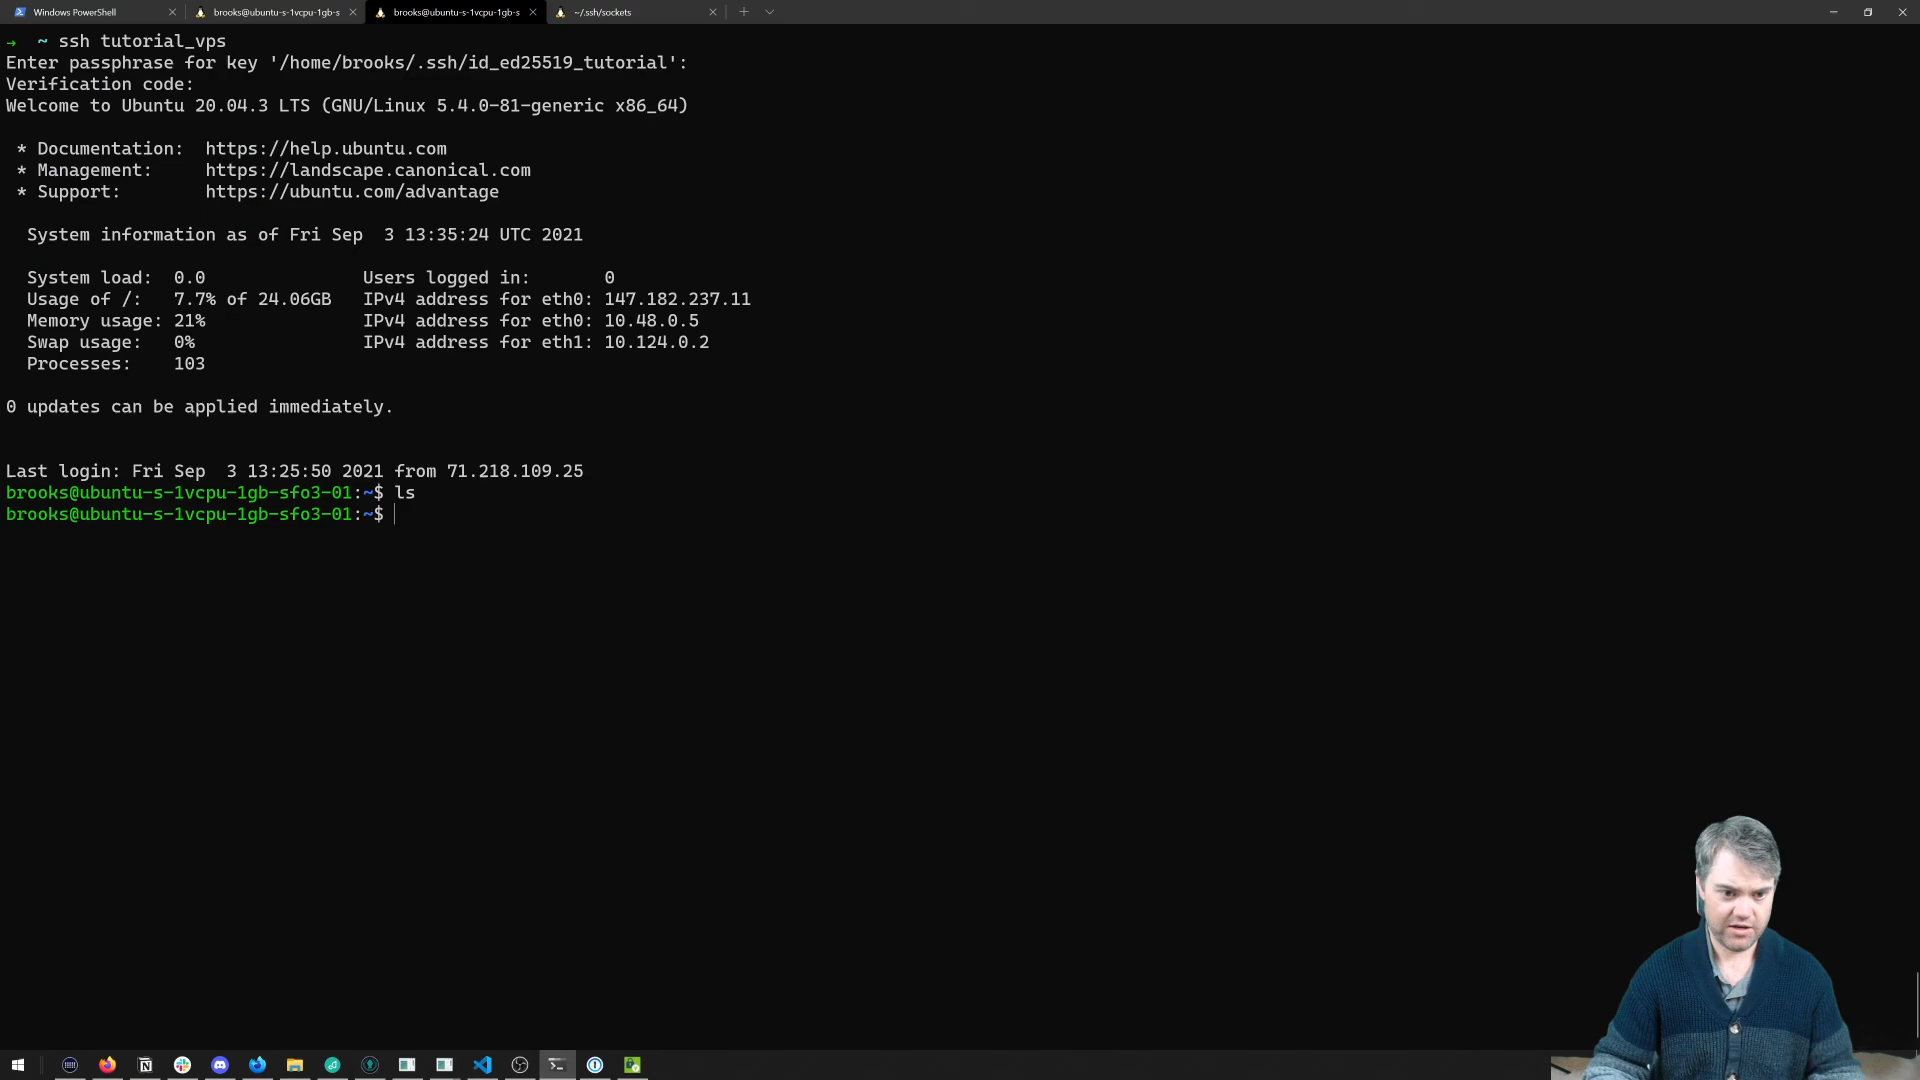 Windows PowerShell
brooks@ubuntu-s-1vcpu-1gb-s
brooks@ubuntu-s-1vcpu-1gb-s
~/.ssh/sockets
→ ~ ssh tutorial_vps
Enter passphrase for key '/home/brooks/.ssh/id_ed25519_tutorial':
Verification code:
Welcome to Ubuntu 20.04.3 LTS (GNU/Linux 5.4.0-81-generic x86_64)
* Documentation: https://help.ubuntu.com
* Management: https://landscape.canonical.com
* Support: https://ubuntu.com/advantage
System information as of Fri Sep 3 13:35:24 UTC 2021
System load: 0.0 Users logged in: 0
Usage of /: 7.7% of 24.06GB IPv4 address for eth0: 147.182.237.11
Memory usage: 21% IPv4 address for eth0: 10.48.0.5
Swap usage: 0% IPv4 address for eth1: 10.124.0.2
Processes: 103
0 updates can be applied immediately.
Last login: Fri Sep 3 13:25:50 2021 from 71.218.109.25
brooks@ubuntu-s-1vcpu-1gb-sfo3-01:~$ ls
brooks@ubuntu-s-1vcpu-1gb-sfo3-01:~$